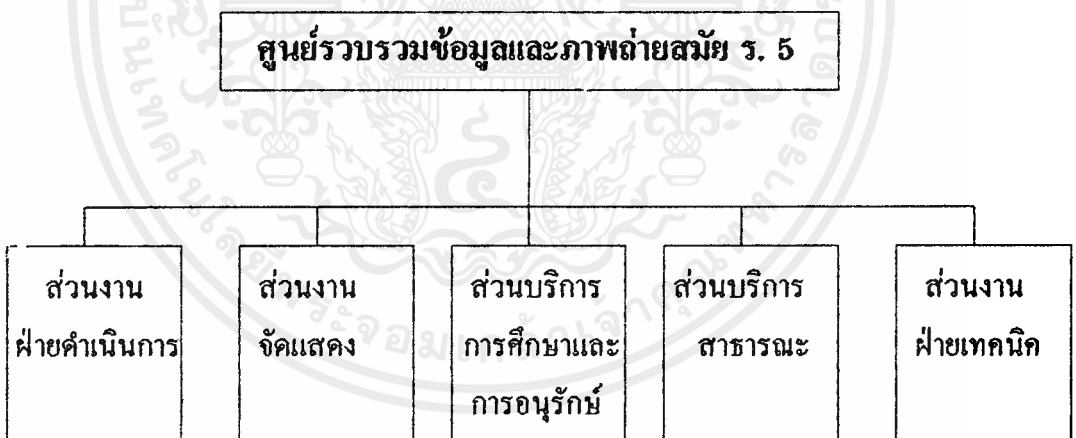 ศูนย์รวบรวมข้อมูลและภาพถ่ายสมัย ร. 5
ส่วนงาน
ฝ่ายดำเนินการ
ส่วนงาน
จัดแสดง
ส่วนบริการ
การศึกษาและ
การอนุรักษ์
ส่วนบริการ
สาธารณะ
ส่วนงาน
ฝ่ายเทคนิค